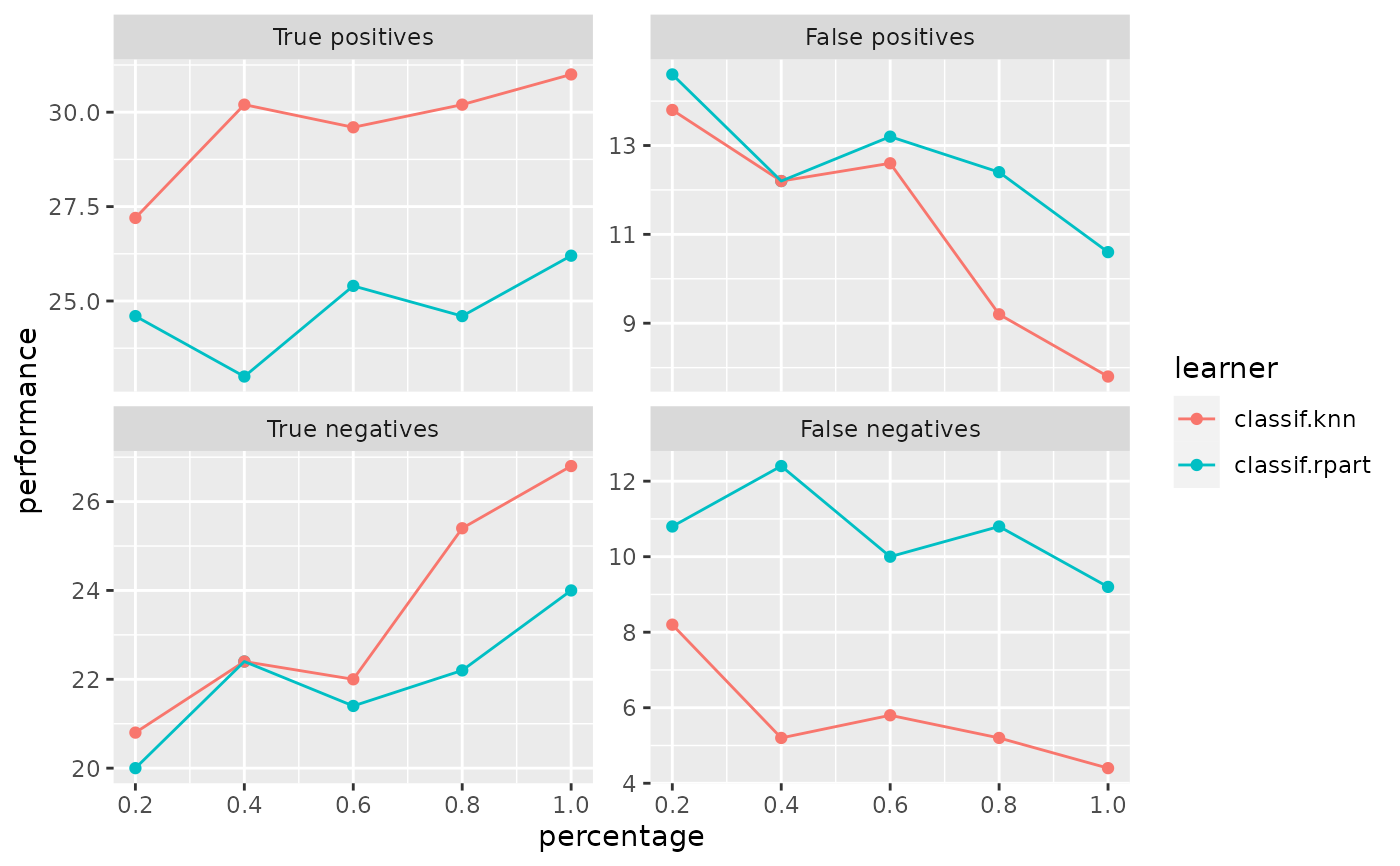 True positives
False positives
30.0
27.5
25.0
13
11
9
performance
True negatives
False negatives
26
24
22
20
12
10
8
6
4
0.2 0.4 0.6 0.8 1.0
0.2 0.4 0.6 0.8 1.0
percentage
learner
classif.knn
classif.rpart